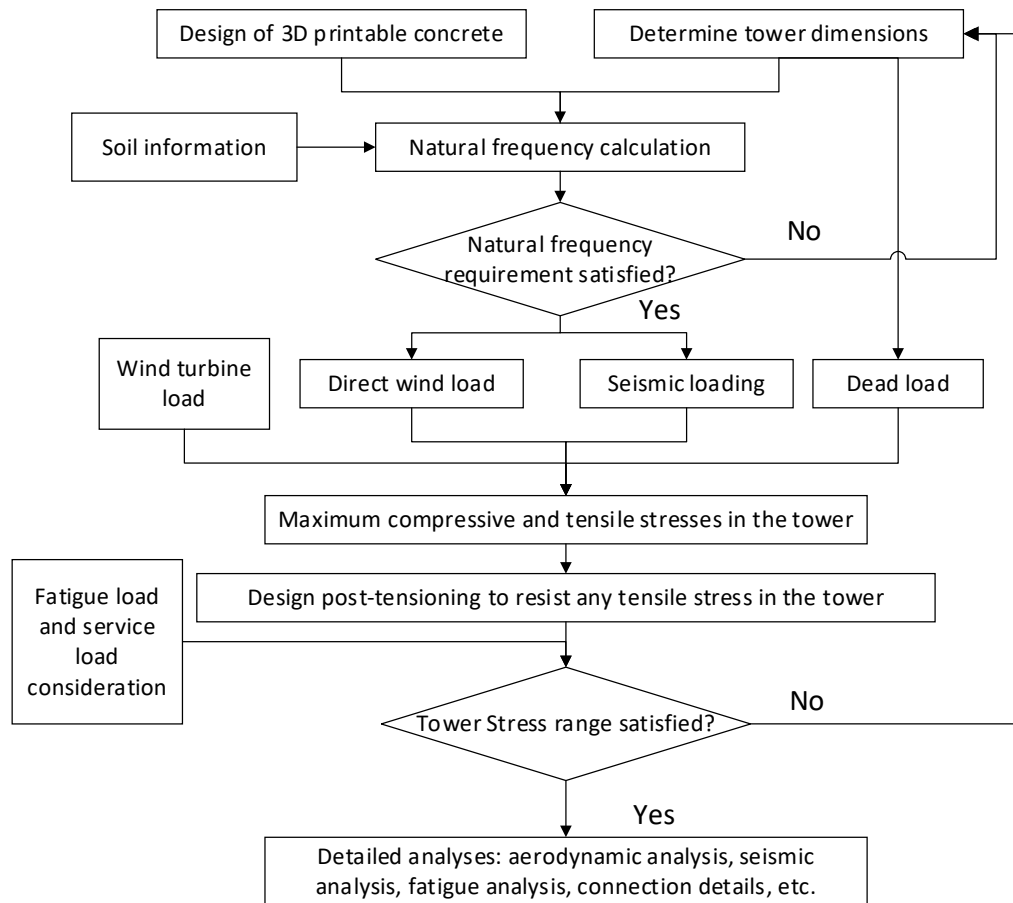 Design of 3D printable concrete
Determine tower dimensions
Soil information
Natural frequency calculation
Natural frequency
requirement satisfied?
No
Yes
Wind turbine
load
Direct wind load
Seismic loading
Dead load
Maximum compressive and tensile stresses in the tower
Fatigue load
and service
load
consideration
Design post-tensioning to resist any tensile stress in the tower
Tower Stress range satisfied?
No
Yes
Detailed analyses: aerodynamic analysis, seismic
analysis, fatigue analysis, connection details, etc.